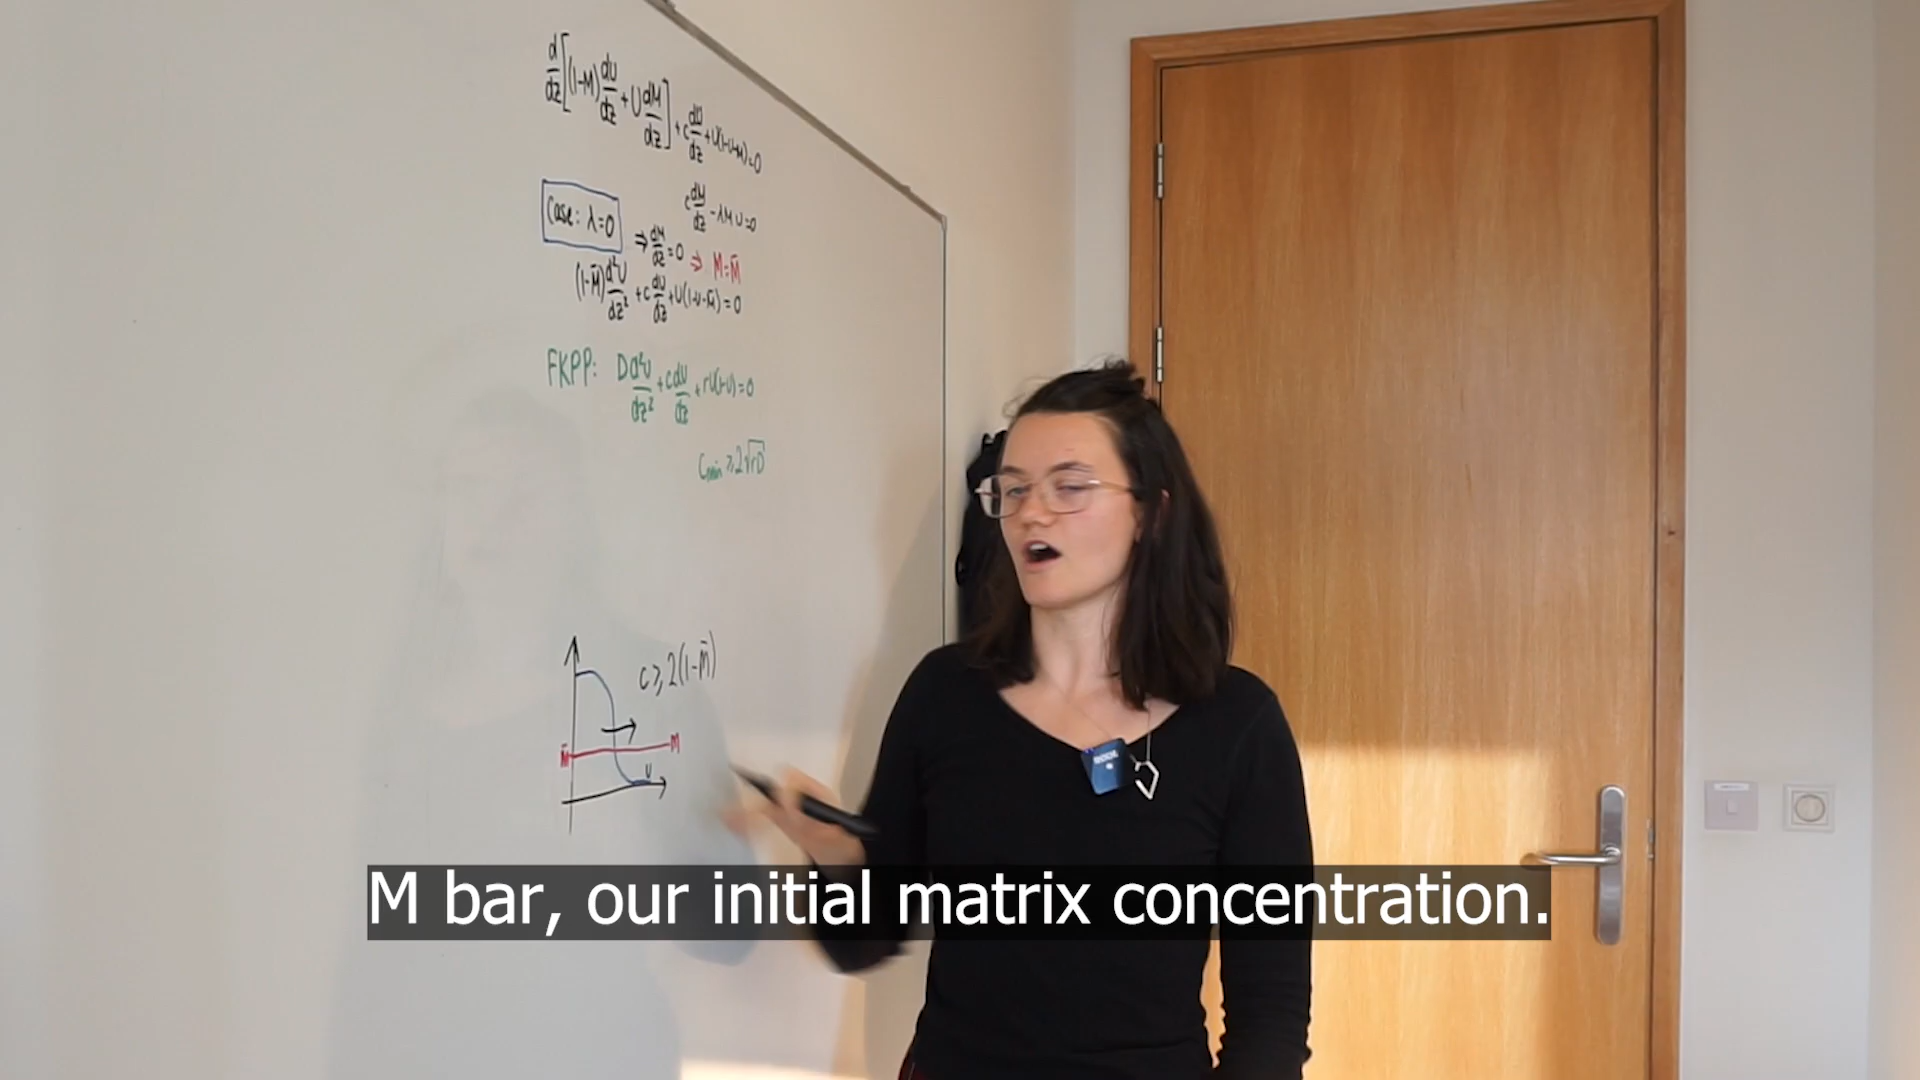 d/dz[(1-M)dU/dz + U dM/dz] + c dU/dz + U(1-U-M)=0
c dM/dz - λMU=0
Case: λ=0
⇒ dM/dz = 0 ⇒ M=M̄
(1-M̄) d²U/dz² + c dU/dz + U(1-U-M̄) = 0
FKPP: D d²U/dz² + c dU/dz + rU(1-U) = 0
Cmin ≥ 2√rD
c ≥ 2(1-M̄)
M̄ M
U
M bar, our initial matrix concentration.